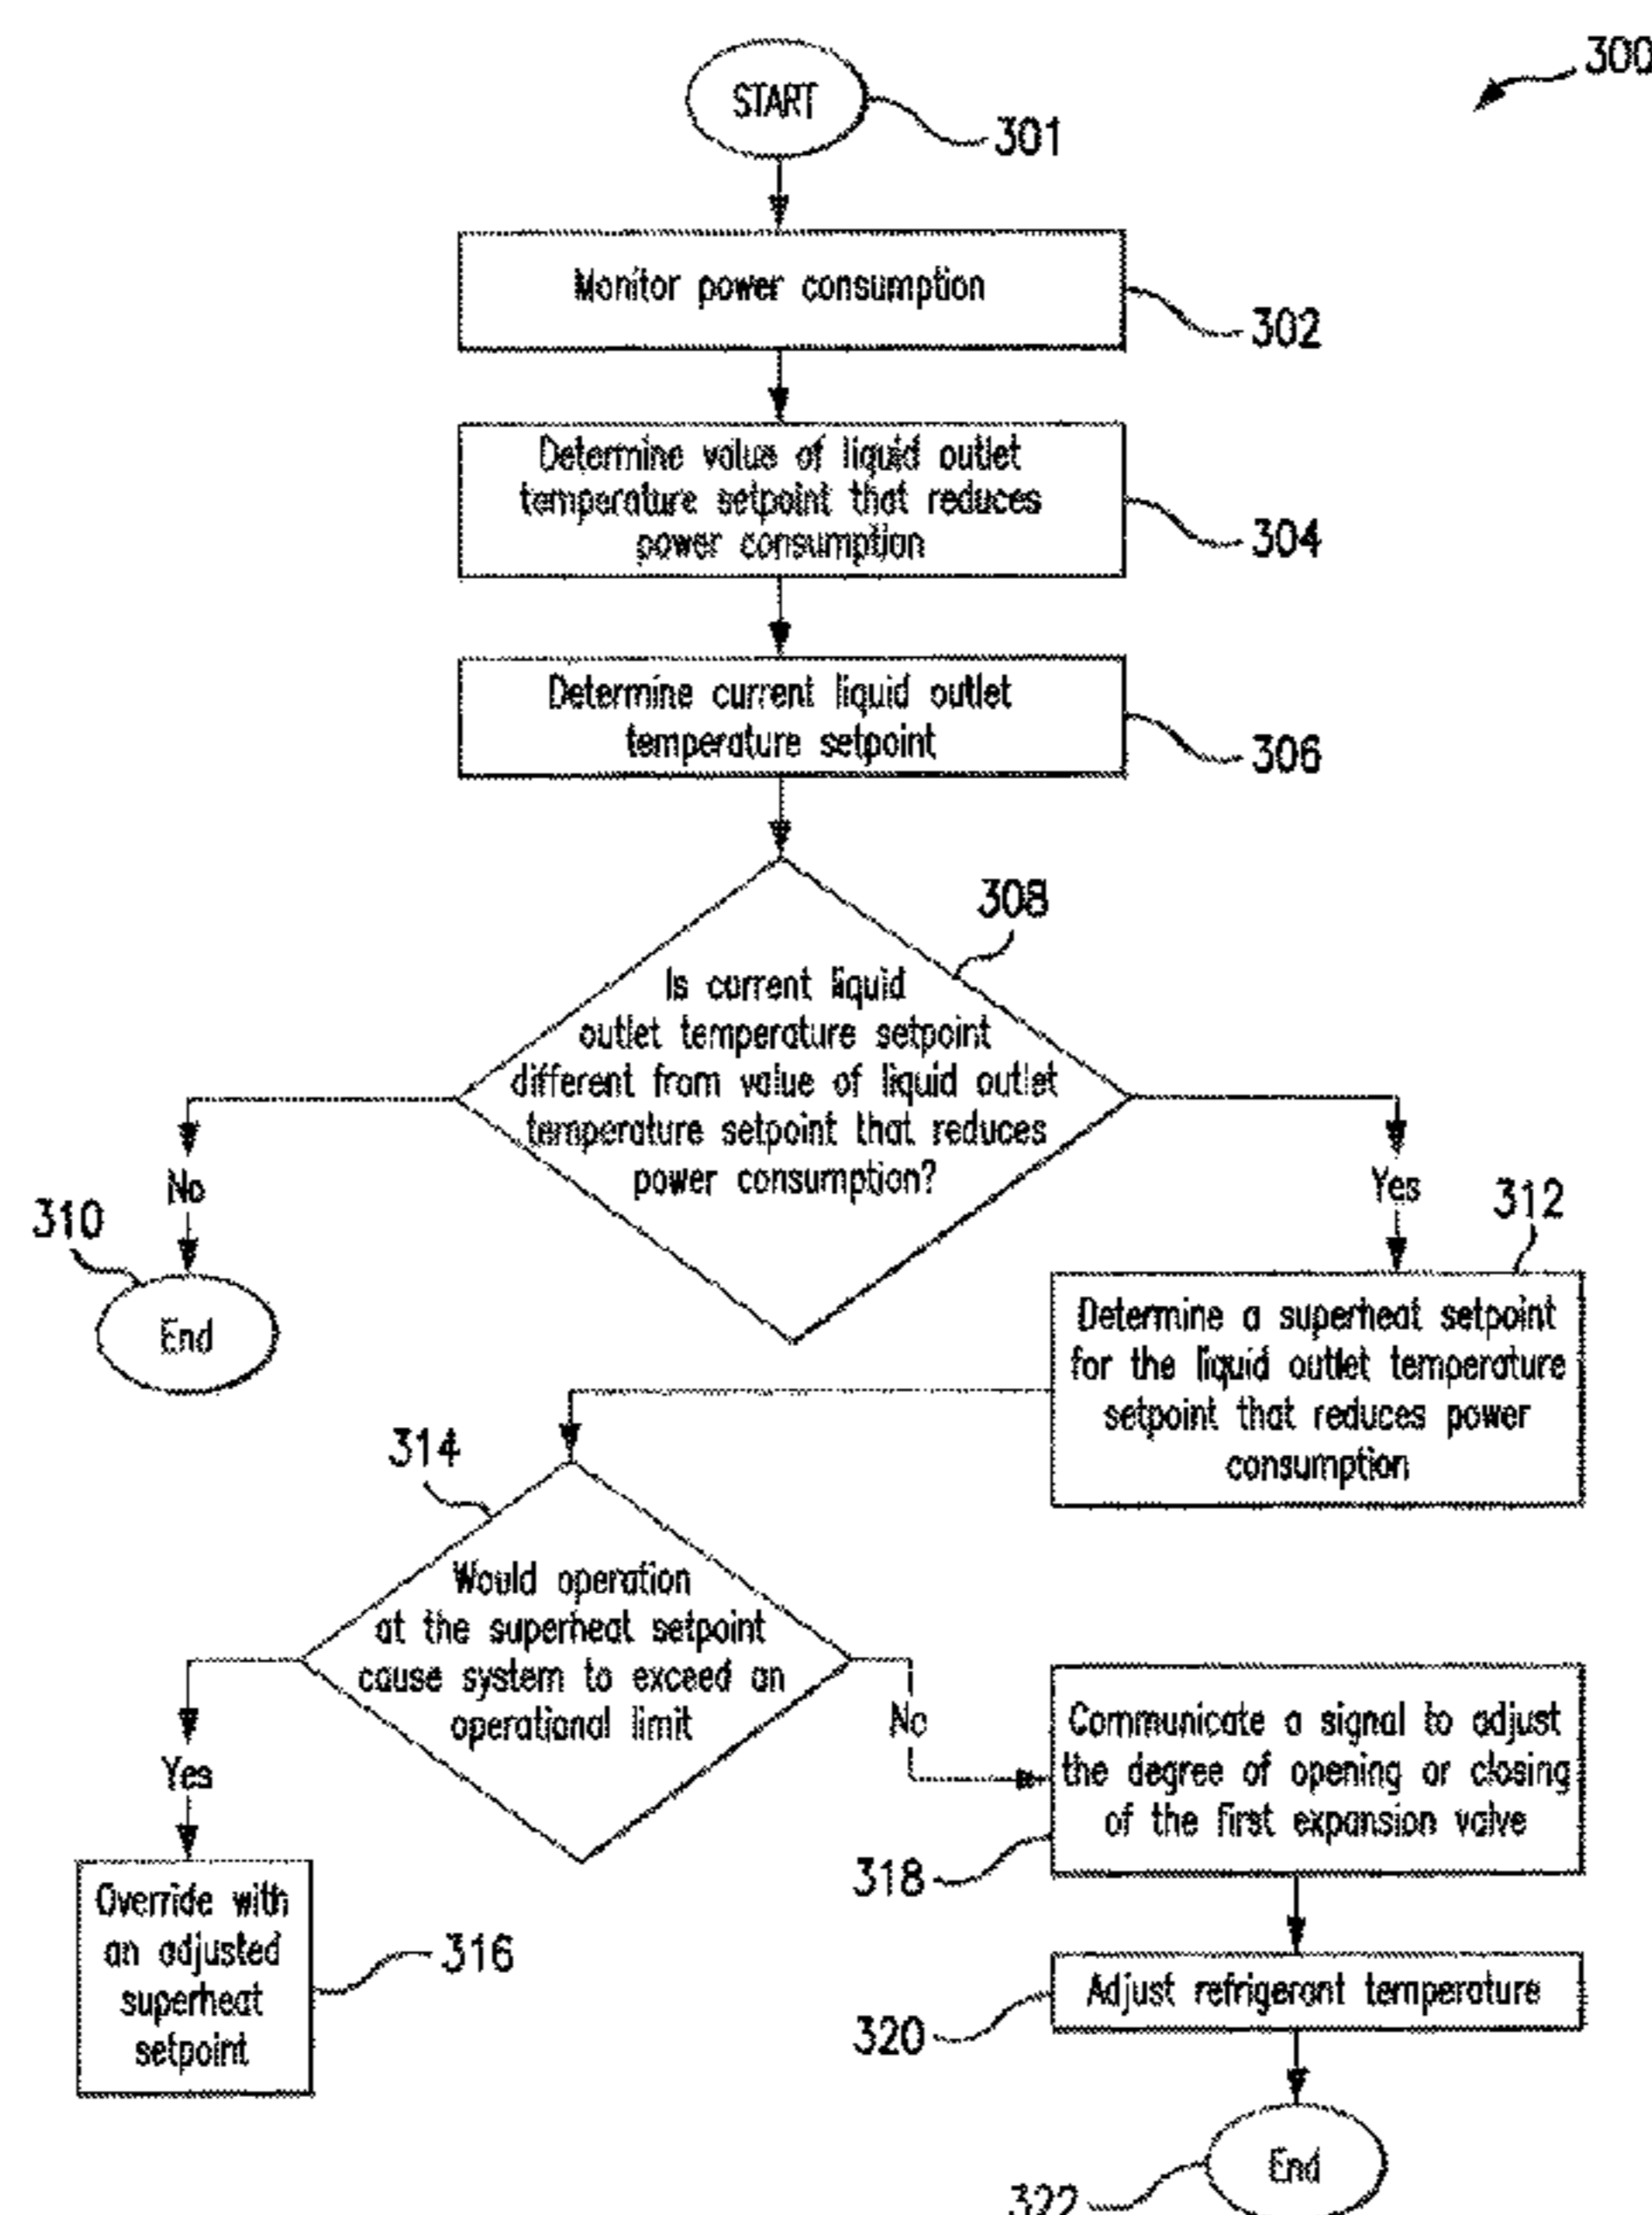 300
START
301
Monitor power consumption
302
Determine value of liquid outlet
temperature setpoint that reduces
power consumption
304
Determine current liquid outlet
temperature setpoint
306
308
Is current liquid
outlet temperature setpoint
different from value of liquid outlet
temperature setpoint that reduces
power consumption?
No
Yes
310
End
312
Determine a superheat setpoint
for the liquid outlet temperature
setpoint that reduces power
consumption
314
Would operation
at the superheat setpoint
cause system to exceed an
operational limit
Yes
No
Override with
an adjusted
superheat
setpoint
316
Communicate a signal to adjust
the degree of opening or closing
of the first expansion valve
318
Adjust refrigerant temperature
320
End
322